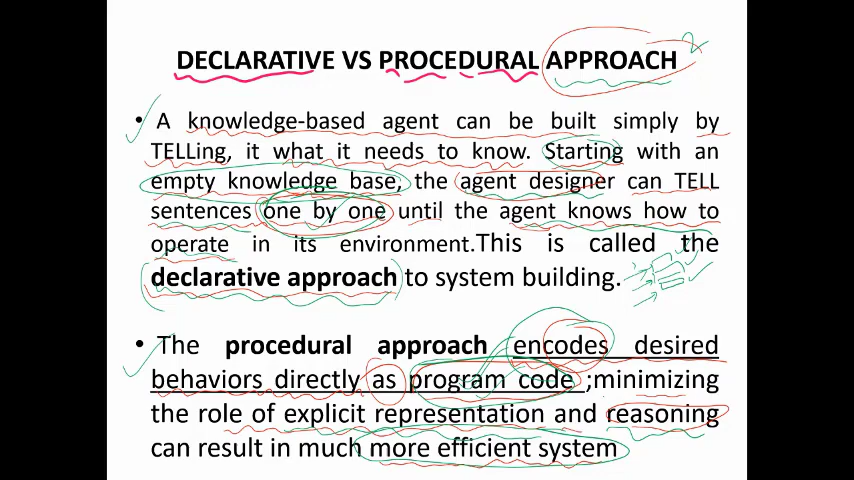 DECLARATIVE VS PROCEDURAL APPROACH
• A knowledge-based agent can be built simply by
TELLing, it what it needs to know. Starting with an
empty knowledge base, the agent designer can TELL
sentences one by one until the agent knows how to
operate in its environment.This is called the
declarative approach to system building.
• The procedural approach encodes desired
behaviors directly as program code ;minimizing
the role of explicit representation and reasoning
can result in much more efficient system